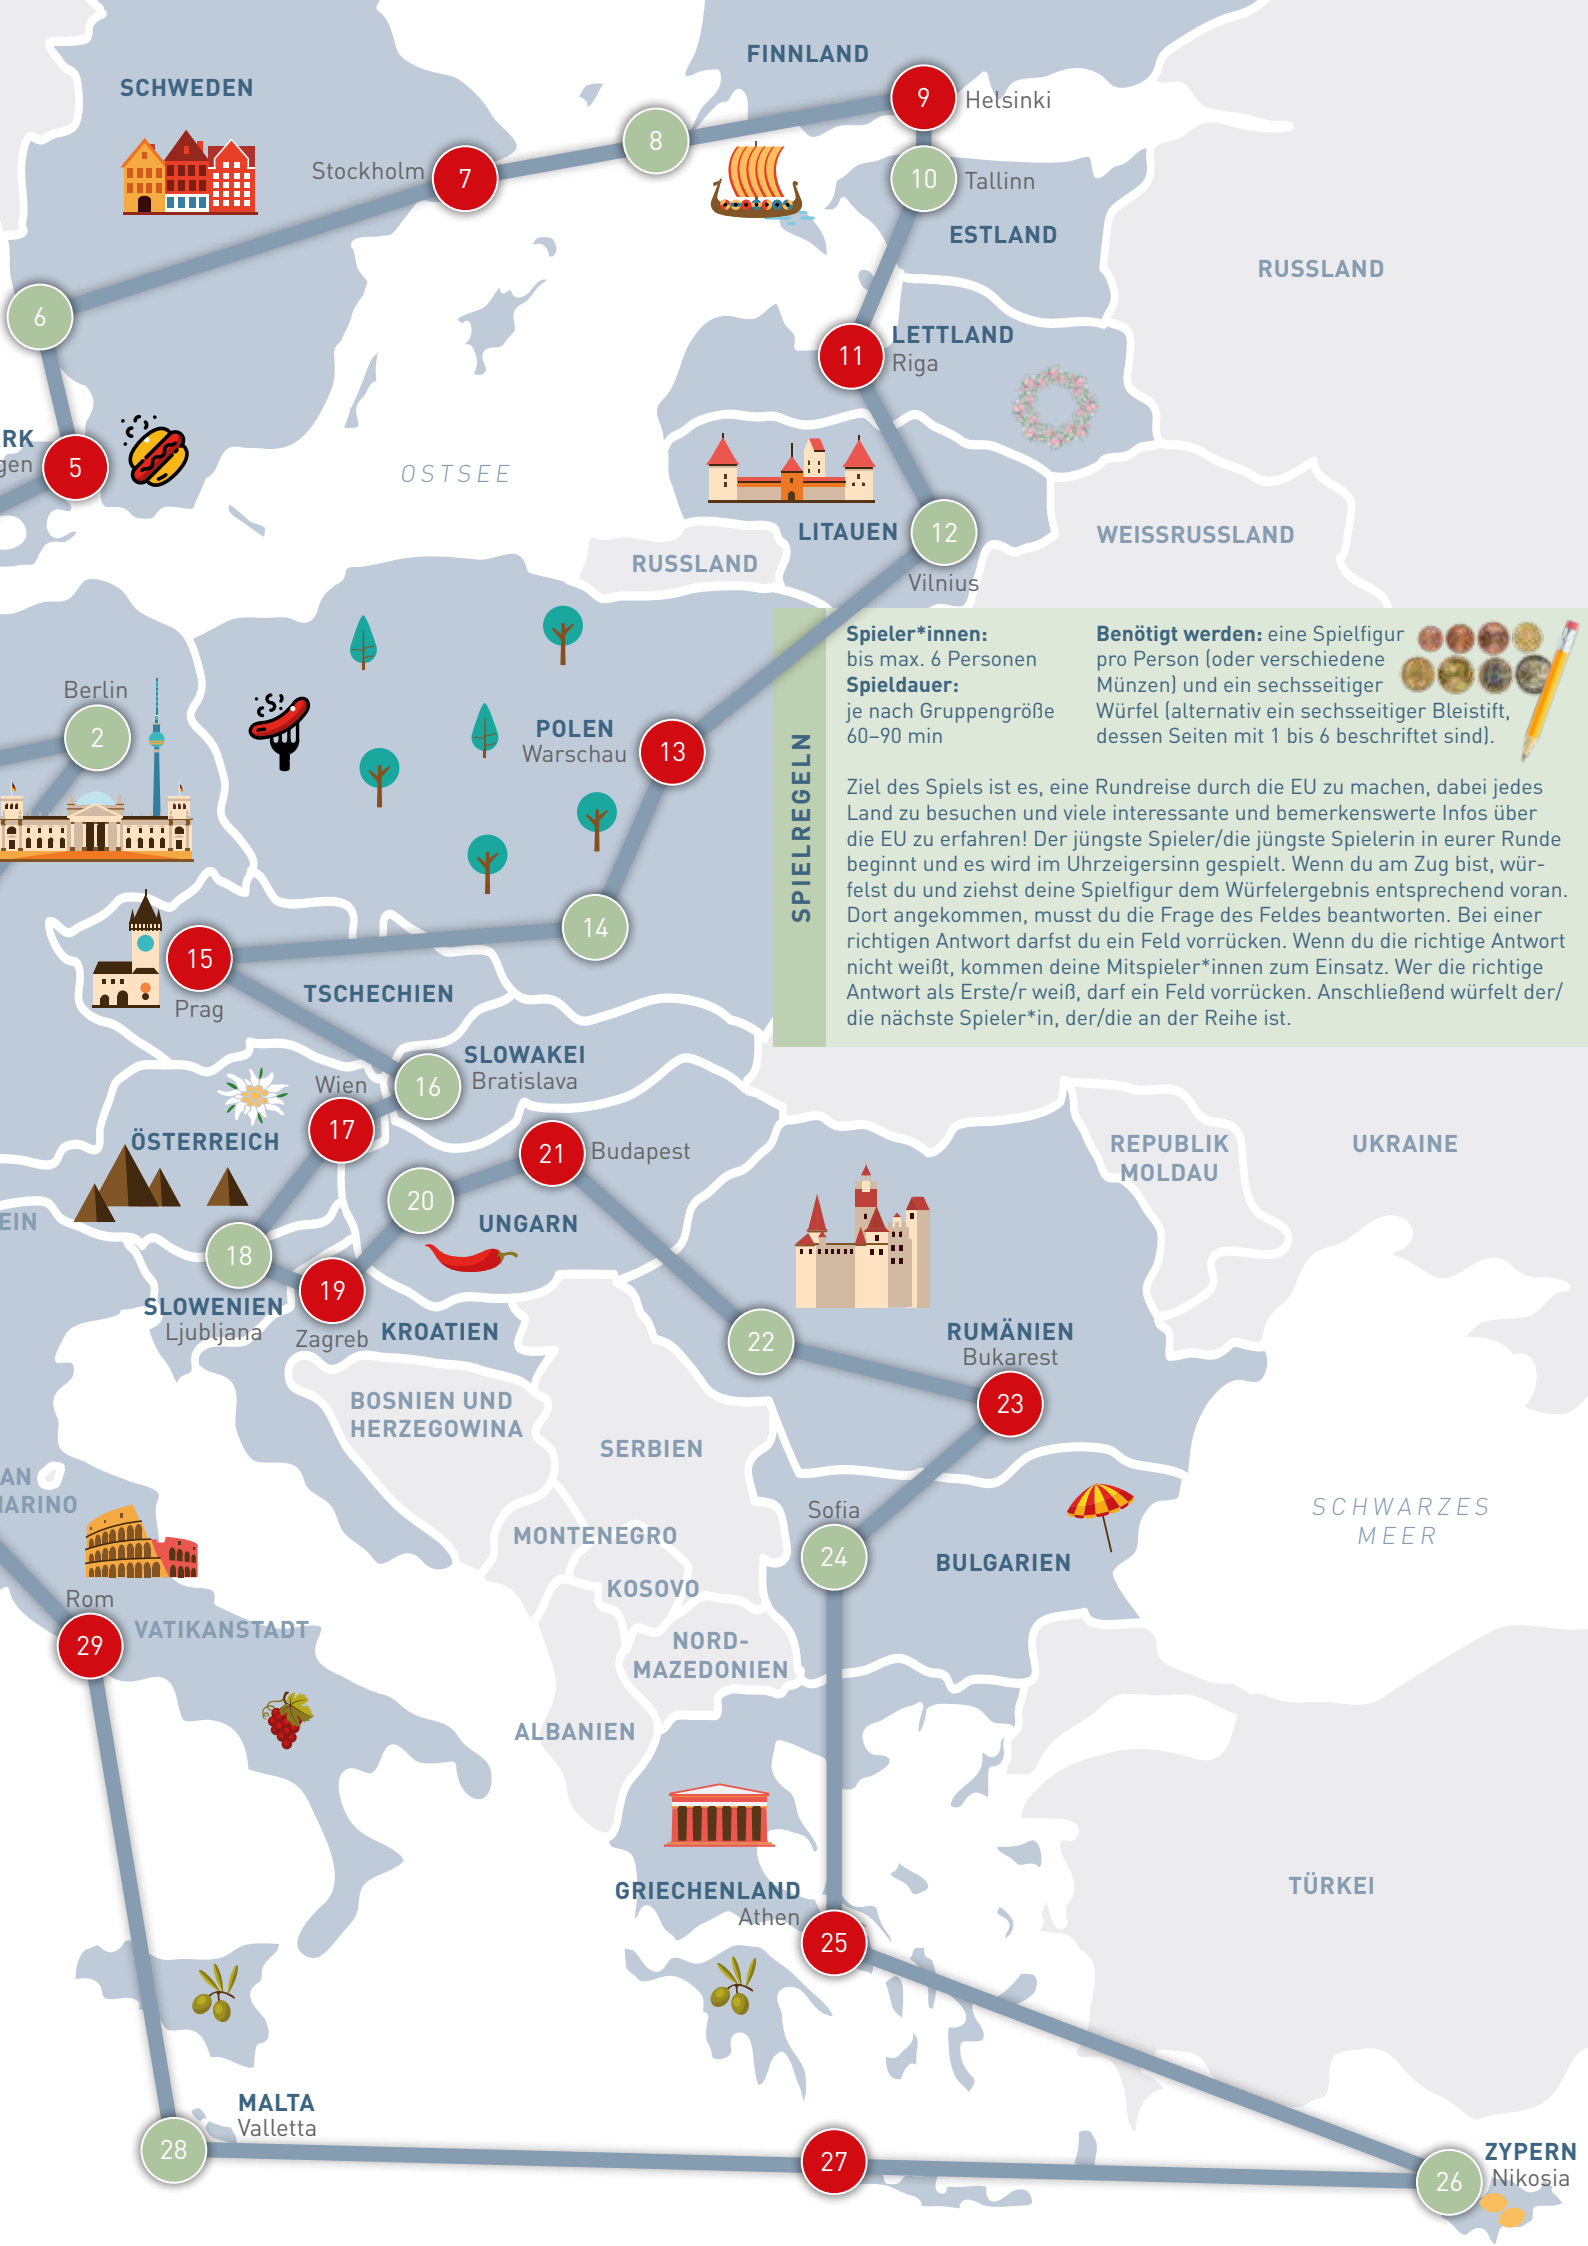 FINNLAND
SCHWEDEN
9
Helsinki
8
Stockholm
7
10
Tallinn
ESTLAND
RUSSLAND
6
LETTLAND
11
Riga
RK
gen
5
OSTSEE
LITAUEN
12
WEISSRUSSLAND
RUSSLAND
Vilnius
Berlin
2
POLEN
Warschau
13
SPIELREGELN
Spieler*innen:
bis max. 6 Personen
Spieldauer:
je nach Gruppengröße
60–90 min
Benötigt werden: eine Spielfigur
pro Person (oder verschiedene
Münzen) und ein sechsseitiger
Würfel (alternativ ein sechsseitiger Bleistift,
dessen Seiten mit 1 bis 6 beschriftet sind).
Ziel des Spiels ist es, eine Rundreise durch die EU zu machen, dabei jedes
Land zu besuchen und viele interessante und bemerkenswerte Infos über
die EU zu erfahren! Der jüngste Spieler/die jüngste Spielerin in eurer Runde
beginnt und es wird im Uhrzeigersinn gespielt. Wenn du am Zug bist, wür-
felst du und ziehst deine Spielfigur dem Würfelergebnis entsprechend voran.
Dort angekommen, musst du die Frage des Feldes beantworten. Bei einer
richtigen Antwort darfst du ein Feld vorrücken. Wenn du die richtige Antwort
nicht weißt, kommen deine Mitspieler*innen zum Einsatz. Wer die richtige
Antwort als Erste/r weiß, darf ein Feld vorrücken. Anschließend würfelt der/
die nächste Spieler*in, der/die an der Reihe ist.
14
15
Prag
TSCHECHIEN
SLOWAKEI
16
Bratislava
Wien
17
ÖSTERREICH
21
Budapest
REPUBLIK
MOLDAU
UKRAINE
20
EIN
UNGARN
18
19
SLOWENIEN
Ljubljana
Zagreb
KROATIEN
22
RUMÄNIEN
Bukarest
23
BOSNIEN UND
HERZEGOWINA
SERBIEN
AN
MARINO
Sofia
SCHWARZES
MEER
MONTENEGRO
24
BULGARIEN
KOSOVO
Rom
29
VATIKANSTADT
NORD-
MAZEDONIEN
ALBANIEN
GRIECHENLAND
Athen
25
TÜRKEI
MALTA
Valletta
28
27
ZYPERN
Nikosia
26